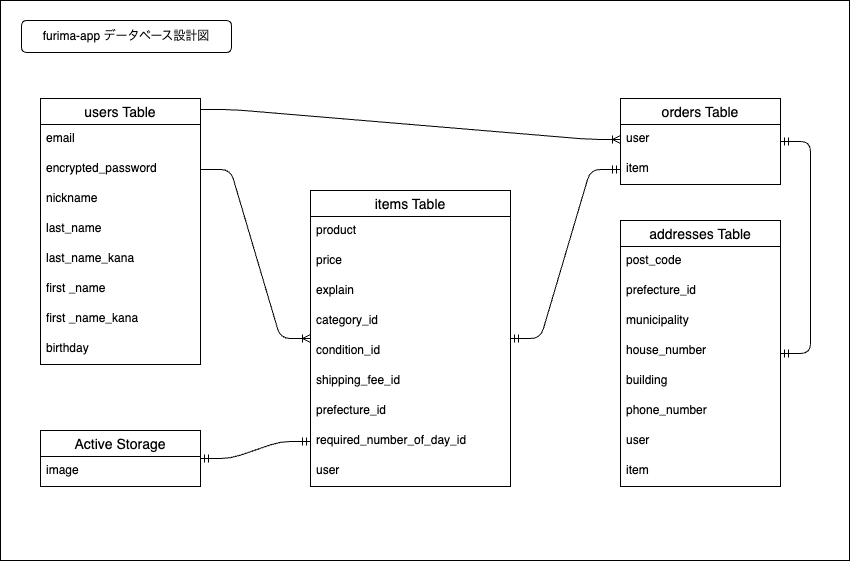 furima-app データベース設計図
users Table
email
encrypted_password
nickname
last_name
last_name_kana
first _name
first _name_kana
birthday
Active Storage
image
items Table
product
price
explain
category_id
condition_id
shipping_fee_id
prefecture_id
required_number_of_day_id
user
orders Table
user
item
addresses Table
post_code
prefecture_id
municipality
house_number
building
phone_number
user
item